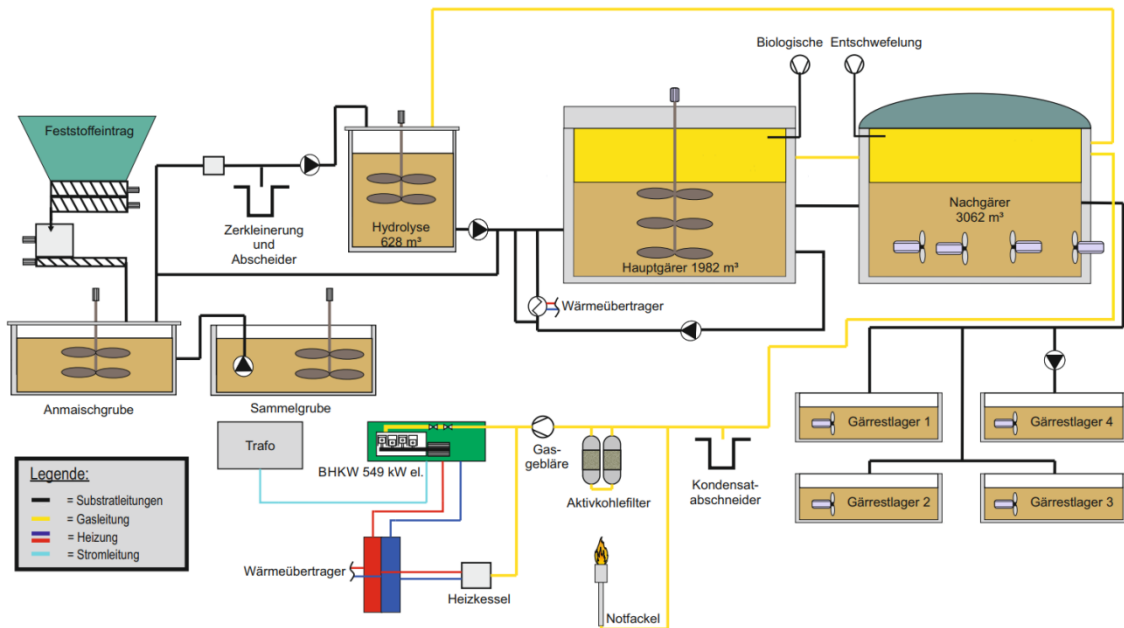 Biologische Entschwefelung
Feststoffeintrag
Zerkleinerung
und
Abscheider
Hydrolyse
628 m³
Hauptgärer 1982 m³
Nachgärer
3062 m³
Wärmeübertrager
Anmaischgrube
Sammelgrube
Gärrestlager 1
Gärrestlager 4
Gärrestlager 2
Gärrestlager 3
Trafo
BHKW 549 kW el.
Gas-
gebläre
Aktivkohlefilter
Kondensat-
abschneider
Legende:
= Substratleitungen
= Gasleitung
= Heizung
= Stromleitung
Wärmeübertrager
Heizkessel
Notfackel